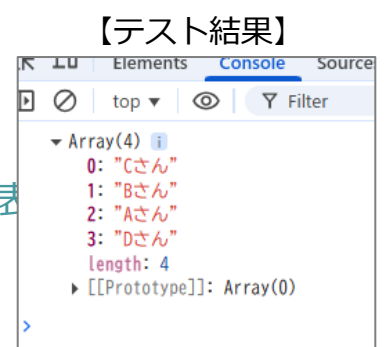 【テスト結果】
Elements Console Source
top ▼ Filter
▼ Array(4) i
0: "Cさん"
1: "Bさん"
2: "Aさん"
3: "Dさん"
length: 4
▶ [[Prototype]]: Array(0)
>